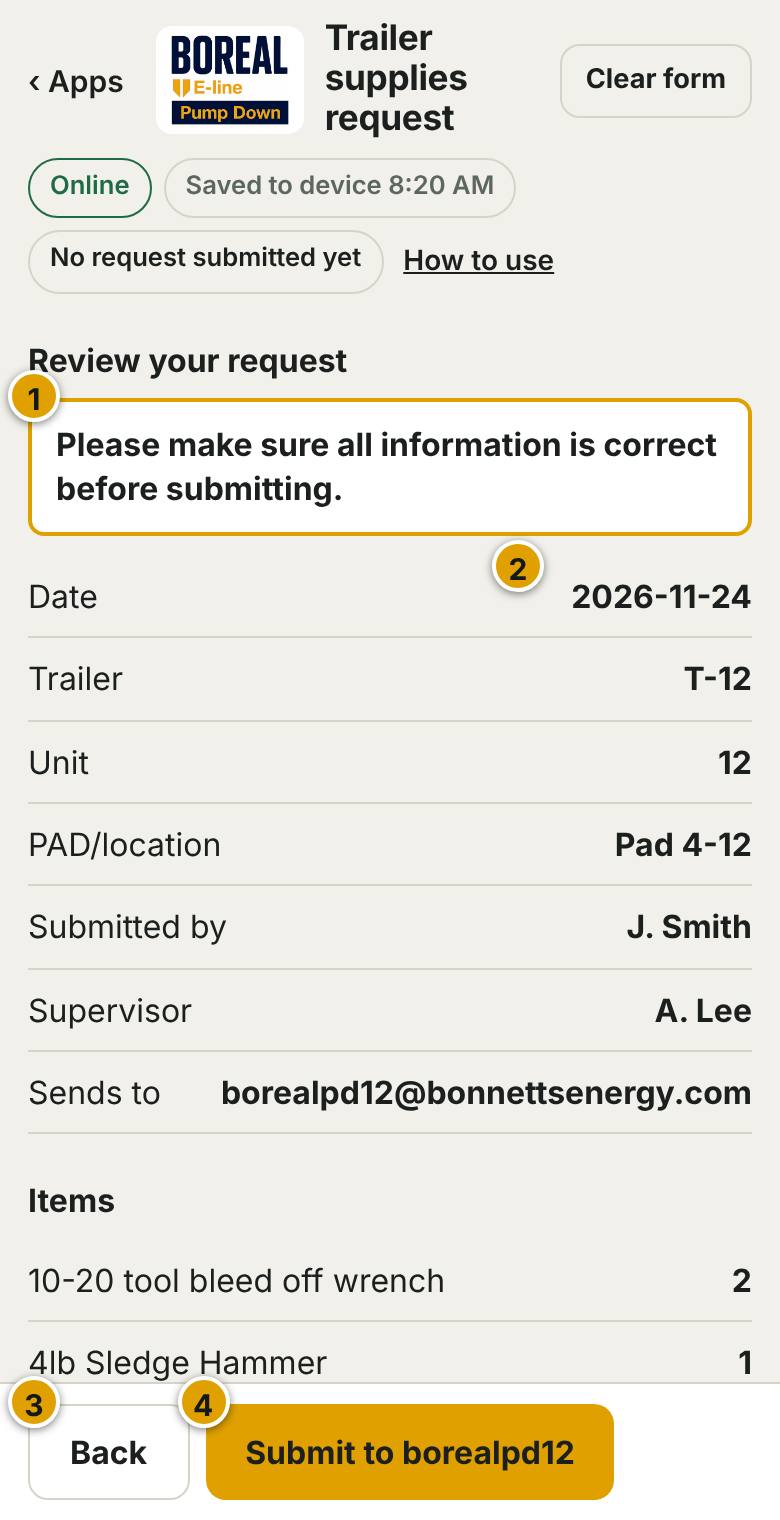 ‹ Apps
BOREAL
E-line
Pump Down
Trailer
supplies
request
Clear form
Online
Saved to device 8:20 AM
No request submitted yet
How to use
Review your request
1
Please make sure all information is correct
before submitting.
2
Date 2026-11-24
Trailer T-12
Unit 12
PAD/location Pad 4-12
Submitted by J. Smith
Supervisor A. Lee
Sends to borealpd12@bonnettsenergy.com
Items
10-20 tool bleed off wrench 2
4lb Sledge Hammer 1
3
Back
4
Submit to borealpd12